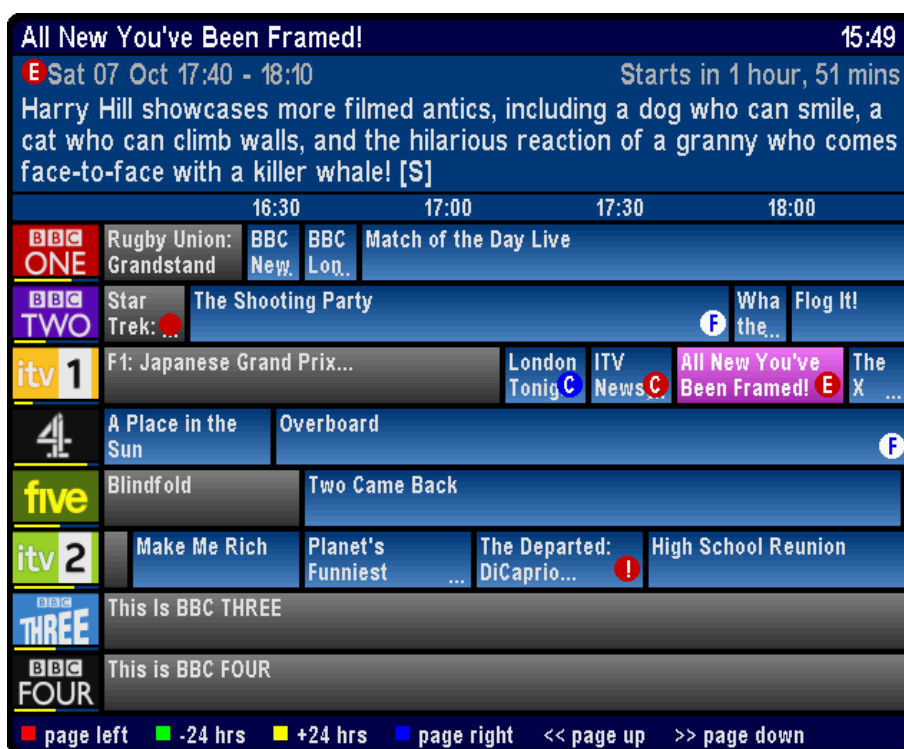 All New You've Been Framed! 15:49
E Sat 07 Oct 17:40 - 18:10 Starts in 1 hour, 51 mins
Harry Hill showcases more filmed antics, including a dog who can smile, a
cat who can climb walls, and the hilarious reaction of a granny who comes
face-to-face with a killer whale! [S]
16:30 17:00 17:30 18:00
BBC ONE
Rugby Union:
Grandstand
BBC
New..
BBC
Lon..
Match of the Day Live
BBC TWO
Star
Trek: ...
The Shooting Party
F
Wha
the...
Flog It!
itv 1
F1: Japanese Grand Prix...
London
Tonig C
ITV
News C
All New You've
Been Framed! E
The
X ...
4
A Place in the
Sun
Overboard
F
five
Blindfold
Two Came Back
itv 2
Make Me Rich
Planet's
Funniest ...
The Departed:
DiCaprio... !
High School Reunion
BBC THREE
This Is BBC THREE
BBC FOUR
This is BBC FOUR
page left -24 hrs +24 hrs page right << page up >> page down